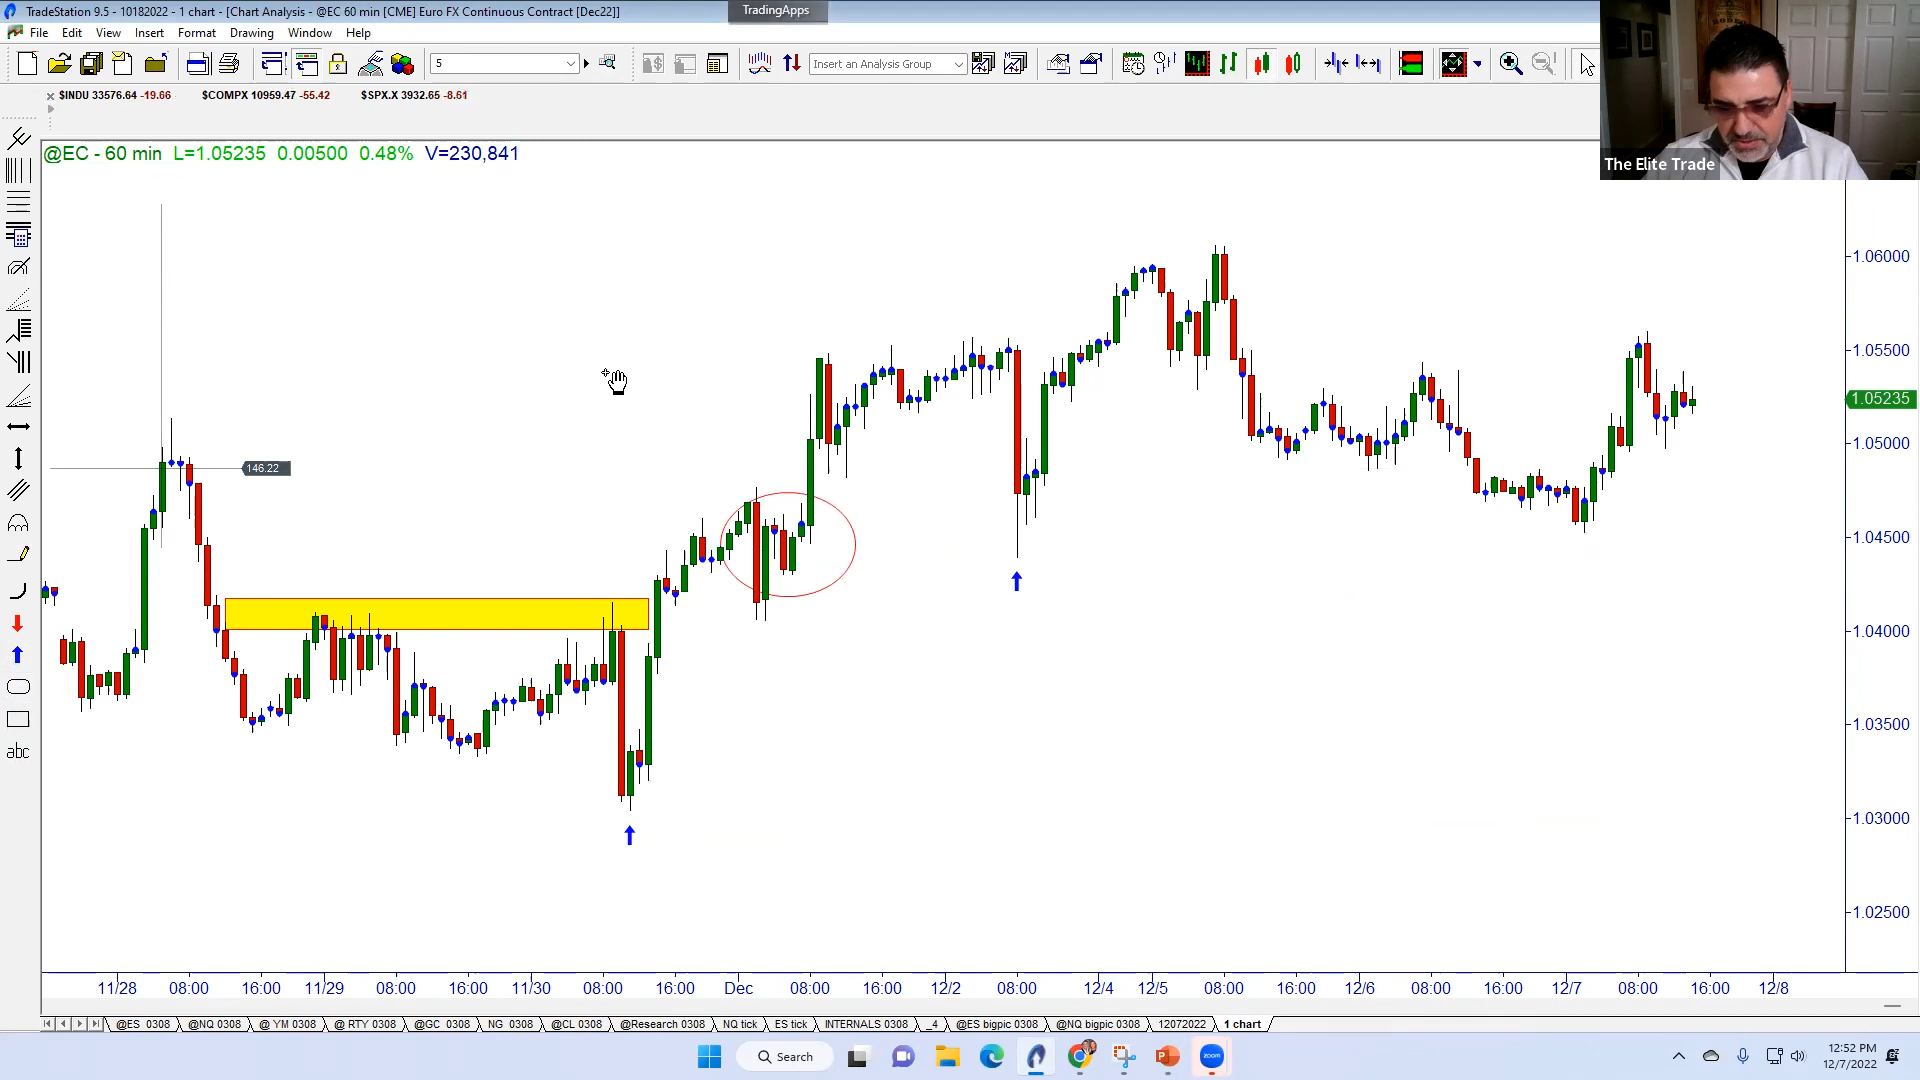 TradeStation 9.5 - 10182022 - 1 chart - [Chart Analysis - @EC 60 min [CME] Euro FX Continuous Contract [Dec22]]
TradingApps
File Edit View Insert Format Drawing Window Help
5
Insert an Analysis Group
$INDU 33576.64 -19.66 $COMPX 10959.47 -55.42 $SPX.X 3932.65 -8.61
The Elite Trade
@EC - 60 min L=1.05235 0.00500 0.48% V=230,841
1.06000
1.05500
1.05235
1.05000
146.22
1.04500
1.04000
1.03500
1.03000
1.02500
abc
11/28 08:00 16:00 11/29 08:00 16:00 11/30 08:00 16:00 Dec 08:00 16:00 12/2 08:00 12/4 12/5 08:00 16:00 12/6 08:00 16:00 12/7 08:00 16:00 12/8
@ES 0308 @NQ 0308 @ YM 0308 @ RTY 0308 @GC 0308 NG 0308 @CL 0308 @Research 0308 NQ tick ES tick INTERNALS 0308 _4 @ES bigpic 0308 @NQ bigpic 0308 12072022 1 chart
Search
zoom
12:52 PM
12/7/2022